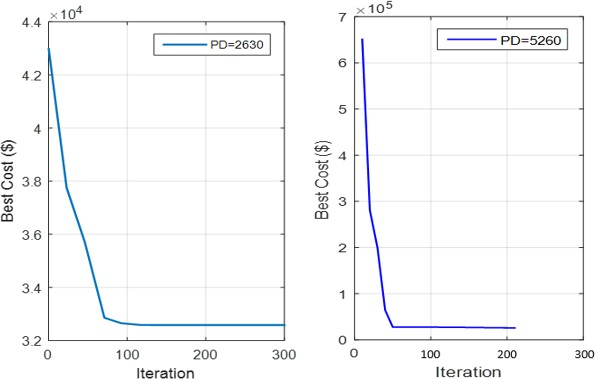 4.4 ×10⁴
PD=2630
4.2
4
3.8
3.6
3.4
3.2
0 100 200 300
Best Cost ($)
Iteration
7 ×10⁵
PD=5260
6
5
4
3
2
1
0
0 100 200 300
Best Cost ($)
Iteration